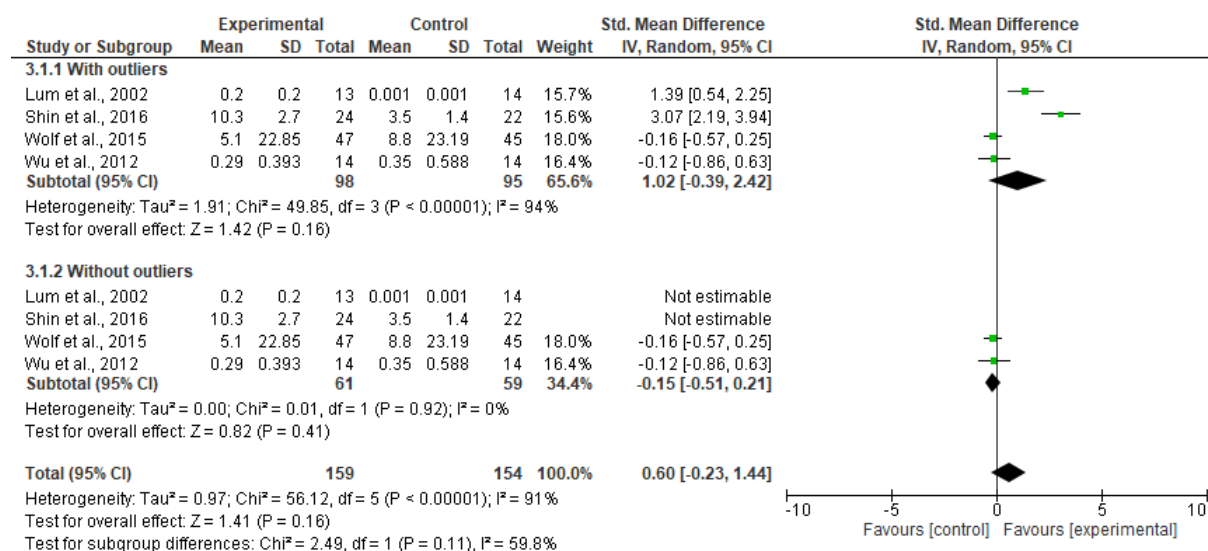 Experimental Control Std. Mean Difference Std. Mean Difference
Study or Subgroup Mean SD Total Mean SD Total Weight IV, Random, 95% CI IV, Random, 95% CI
3.1.1 With outliers
Lum et al., 2002 0.2 0.2 13 0.001 0.001 14 15.7% 1.39 [0.54, 2.25]
Shin et al., 2016 10.3 2.7 24 3.5 1.4 22 15.6% 3.07 [2.19, 3.94]
Wolf et al., 2015 5.1 22.85 47 8.8 23.19 45 18.0% -0.16 [-0.57, 0.25]
Wu et al., 2012 0.29 0.393 14 0.35 0.588 14 16.4% -0.12 [-0.86, 0.63]
Subtotal (95% CI) 98 95 65.6% 1.02 [-0.39, 2.42]
Heterogeneity: Tau² = 1.91; Chi² = 49.85, df = 3 (P < 0.00001); I² = 94%
Test for overall effect: Z = 1.42 (P = 0.16)
3.1.2 Without outliers
Lum et al., 2002 0.2 0.2 13 0.001 0.001 14 Not estimable
Shin et al., 2016 10.3 2.7 24 3.5 1.4 22 Not estimable
Wolf et al., 2015 5.1 22.85 47 8.8 23.19 45 18.0% -0.16 [-0.57, 0.25]
Wu et al., 2012 0.29 0.393 14 0.35 0.588 14 16.4% -0.12 [-0.86, 0.63]
Subtotal (95% CI) 61 59 34.4% -0.15 [-0.51, 0.21]
Heterogeneity: Tau² = 0.00; Chi² = 0.01, df = 1 (P = 0.92); I² = 0%
Test for overall effect: Z = 0.82 (P = 0.41)
Total (95% CI) 159 154 100.0% 0.60 [-0.23, 1.44]
Heterogeneity: Tau² = 0.97; Chi² = 56.12, df = 5 (P < 0.00001); I² = 91%
Test for overall effect: Z = 1.41 (P = 0.16)
Test for subgroup differences: Chi² = 2.49, df = 1 (P = 0.11), I² = 59.8%
-10 -5 0 5 10
Favours [control] Favours [experimental]